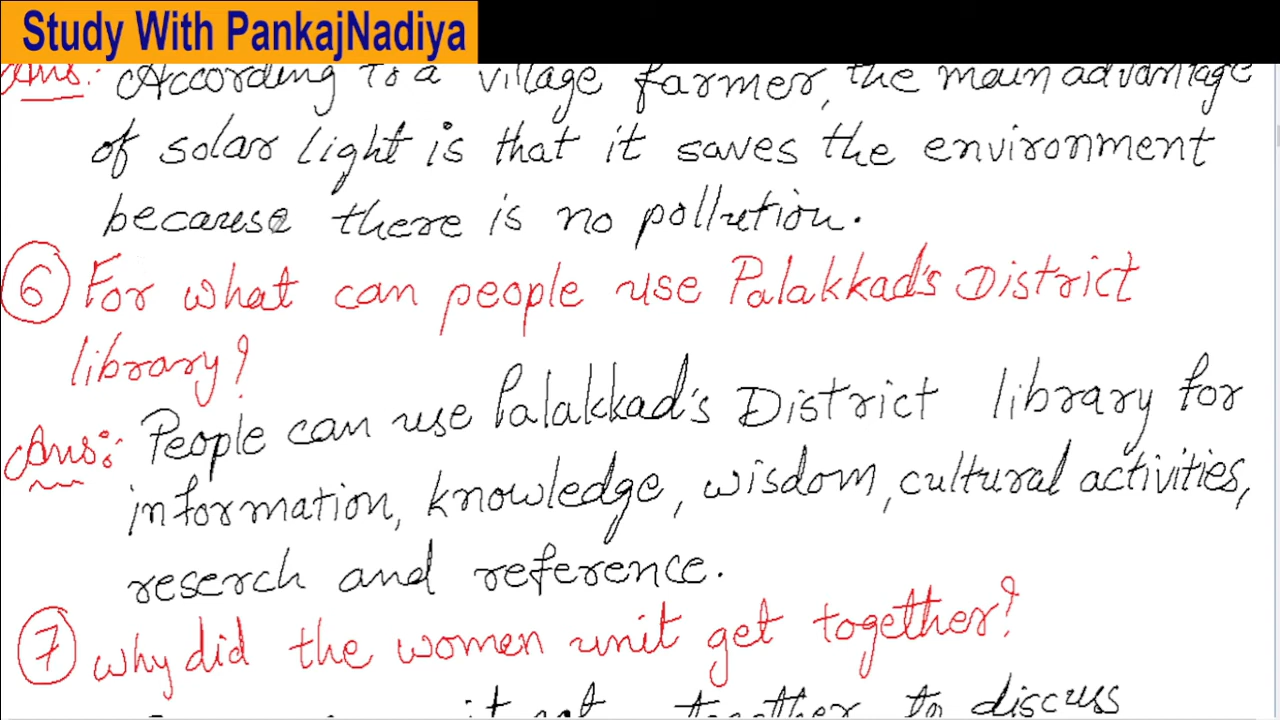 Study With PankajNadiya
Ans: According to a village farmer, the main advantage
of solar light is that it saves the environment
because there is no pollution.
6 For what can people use Palakkad's District
library?
Ans: People can use Palakkad's District library for
information, knowledge, wisdom, cultural activities,
reserch and reference.
7 why did the women unit get together?
it got together to discuss